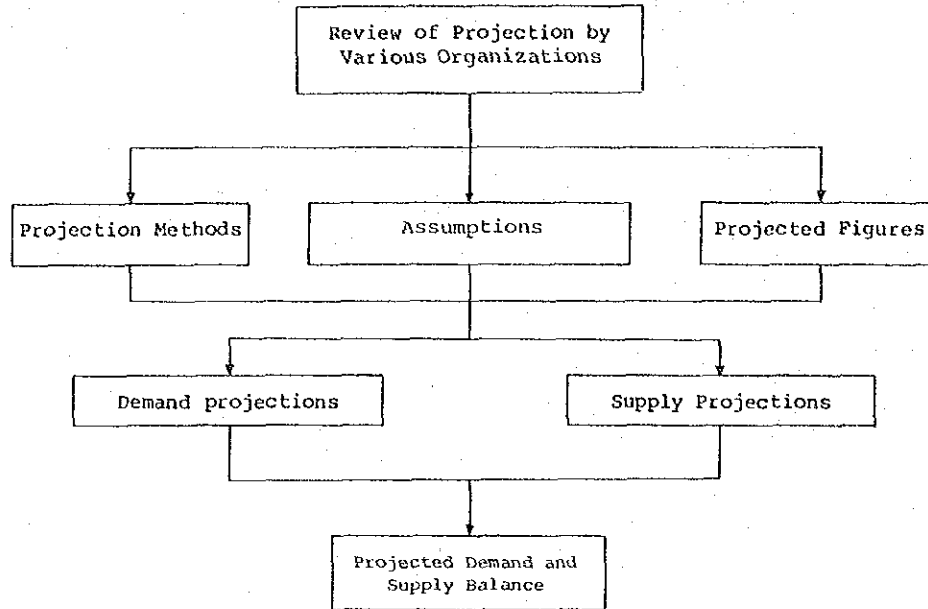 Review of Projection by
Various Organizations
Projection Methods
Assumptions
Projected Figures
Demand projections
Supply Projections
Projected Demand and
Supply Balance